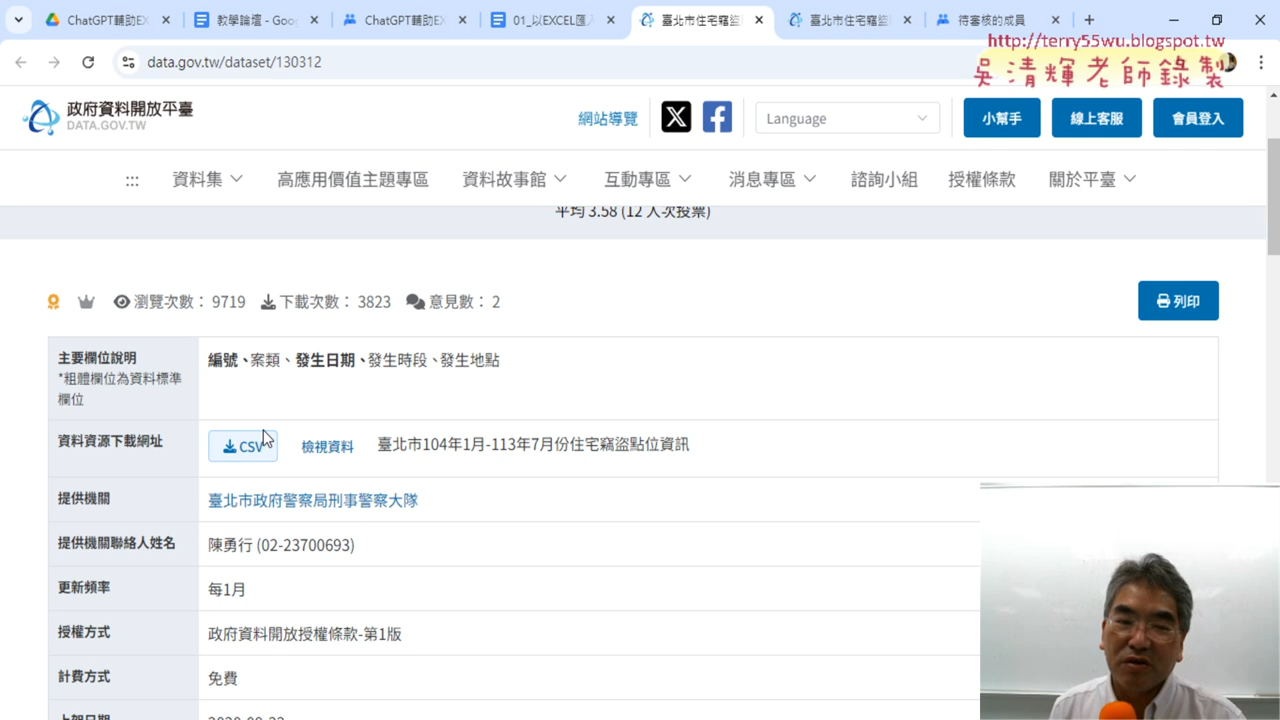 ChatGPT輔助EX
教學論壇 - Goo
ChatGPT輔助EX
01_以EXCEL匯入
臺北市住宅竊盜
臺北市住宅竊盜
待審核的成員
http://terry55wu.blogspot.tw
data.gov.tw/dataset/130312
吳清輝老師錄製
政府資料開放平臺
DATA.GOV.TW
網站導覽
Language
小幫手
線上客服
會員登入
資料集
高應用價值主題專區
資料故事館
互動專區
消息專區
諮詢小組
授權條款
關於平臺
平均 3.58 (12 人次投票)
瀏覽次數: 9719
下載次數: 3823
意見數: 2
列印
主要欄位說明
*粗體欄位為資料標準
欄位
編號、案類、發生日期、發生時段、發生地點
資料資源下載網址
CSV
檢視資料
臺北市104年1月-113年7月份住宅竊盜點位資訊
提供機關
臺北市政府警察局刑事警察大隊
提供機關聯絡人姓名
陳勇行 (02-23700693)
更新頻率
每1月
授權方式
政府資料開放授權條款-第1版
計費方式
免費
上架日期